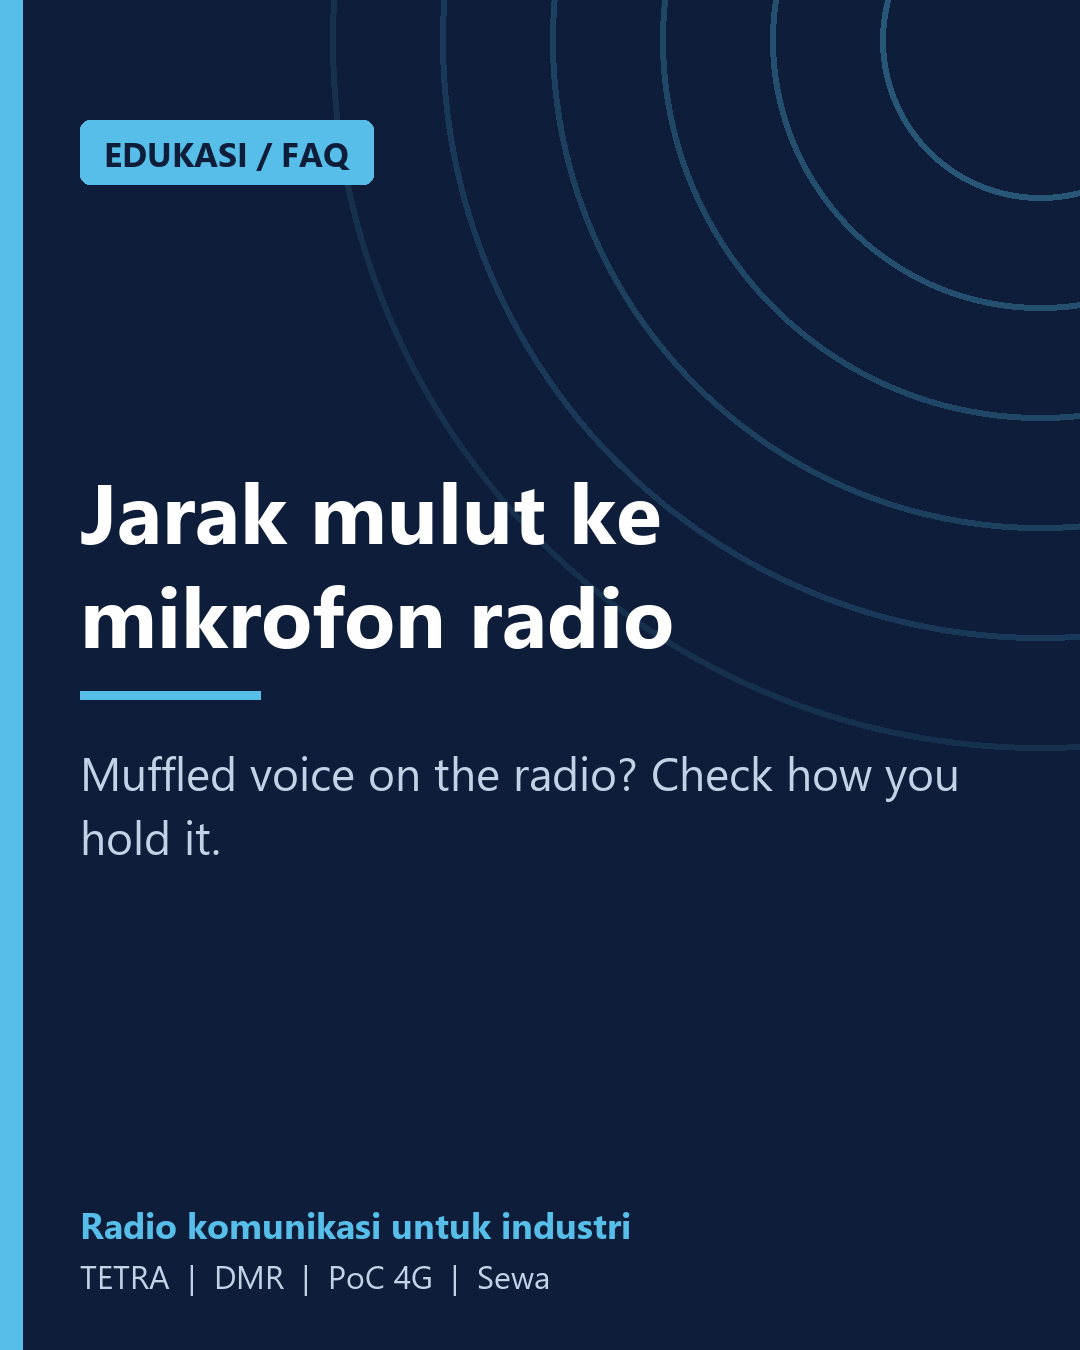 EDUKASI / FAQ
Jarak mulut ke
mikrofon radio
Muffled voice on the radio? Check how you
hold it.
Radio komunikasi untuk industri
TETRA | DMR | PoC 4G | Sewa